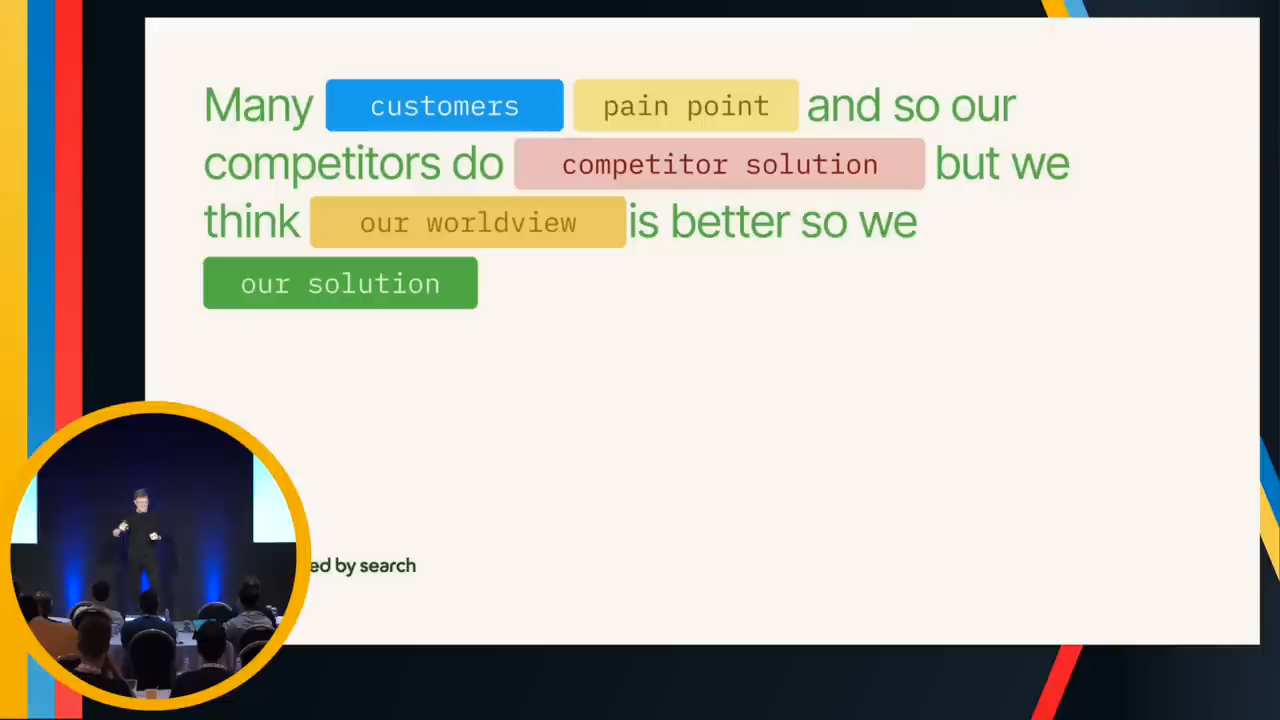 Many customers pain point and so our
competitors do competitor solution but we
think our worldview is better so we
our solution
ed by search